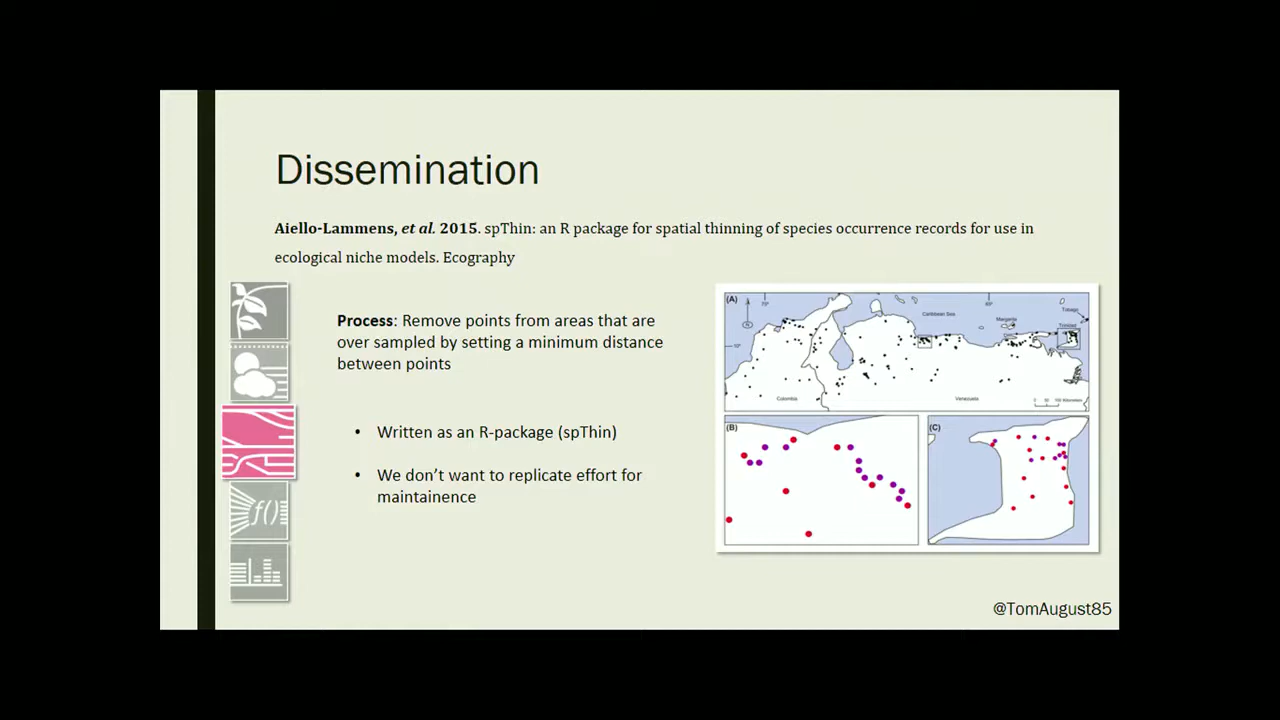 Dissemination
Aiello-Lammens, et al. 2015. spThin: an R package for spatial thinning of species occurrence records for use in
ecological niche models. Ecography
Process: Remove points from areas that are
over sampled by setting a minimum distance
between points
• Written as an R-package (spThin)
• We don't want to replicate effort for
maintainence
f()
(A)
Caribbean Sea
Margarita
Tobago
Trinidad
Colombia
Venezuela
(B)
(C)
@TomAugust85